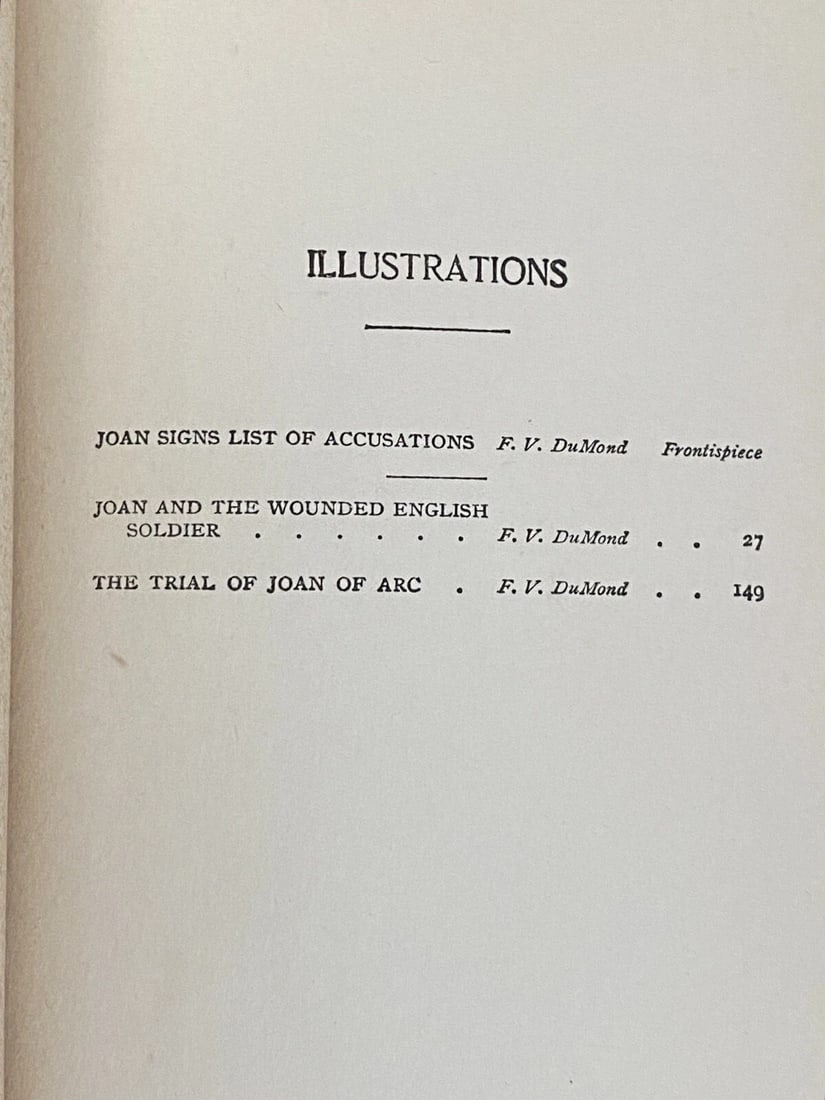 ILLUSTRATIONS
JOAN SIGNS LIST OF ACCUSATIONS F. V. DuMond Frontispiece
JOAN AND THE WOUNDED ENGLISH
SOLDIER . . . . . . F. V. DuMond . . 27
THE TRIAL OF JOAN OF ARC . F. V. DuMond . . 149